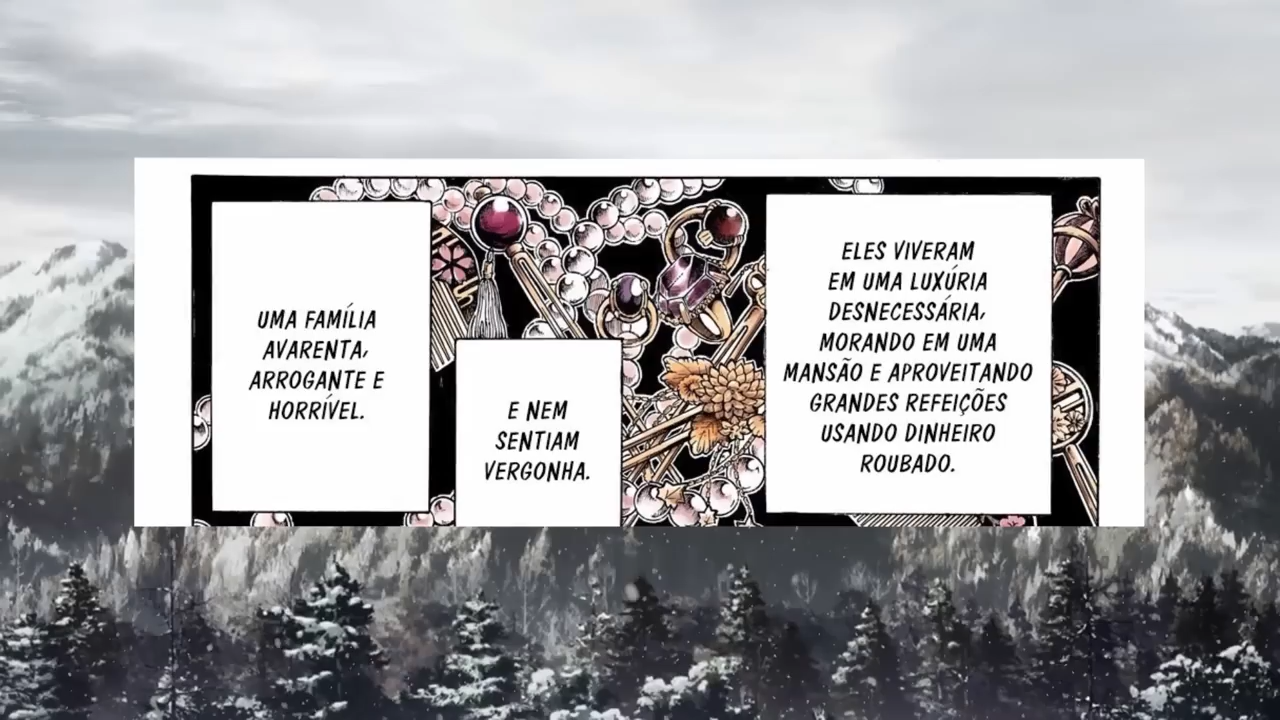 UMA FAMÍLIA
AVARENTA,
ARROGANTE E
HORRÍVEL.
E NEM
SENTIAM
VERGONHA.
ELES VIVERAM
EM UMA LUXÚRIA
DESNECESSÁRIA,
MORANDO EM UMA
MANSÃO E APROVEITANDO
GRANDES REFEIÇÕES
USANDO DINHEIRO
ROUBADO.